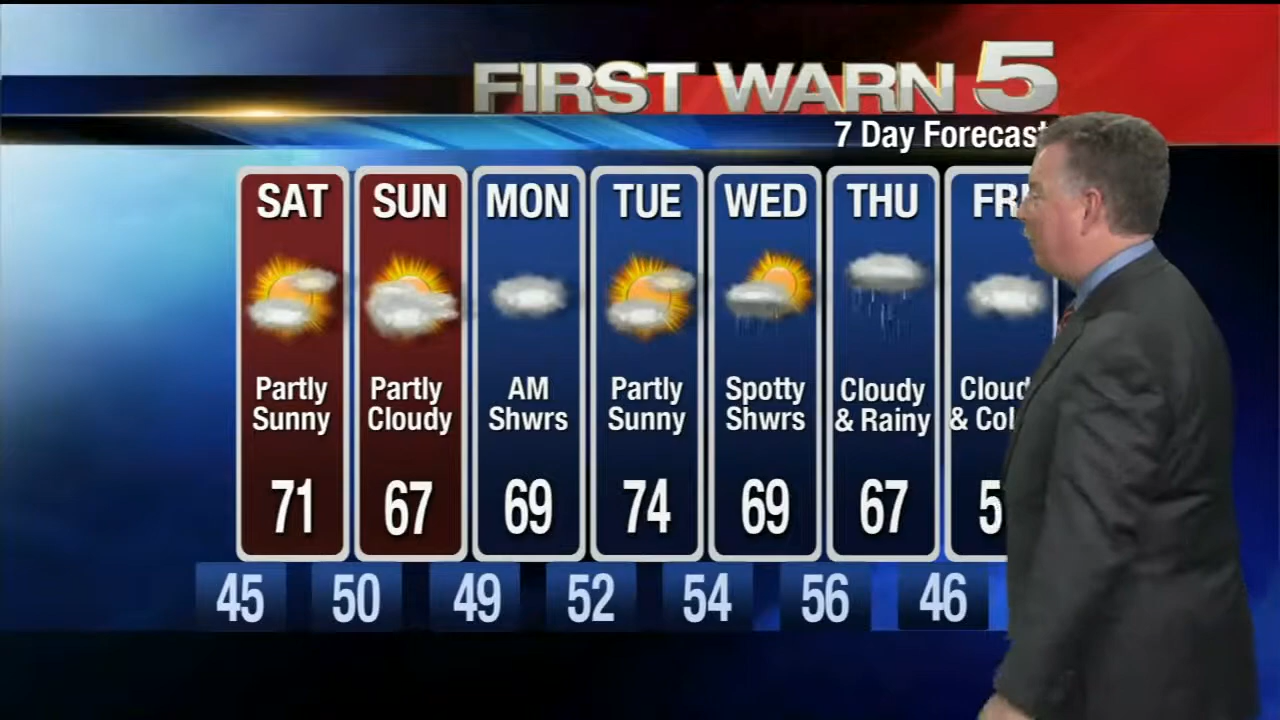 FIRST WARN 5
7 Day Forecast
SAT SUN MON TUE WED THU
Partly Sunny
Partly Cloudy
AM Shwrs
Partly Sunny
Spotty Shwrs
Cloudy & Rainy
71 67 69 74 69 67
45 50 49 52 54 56 46